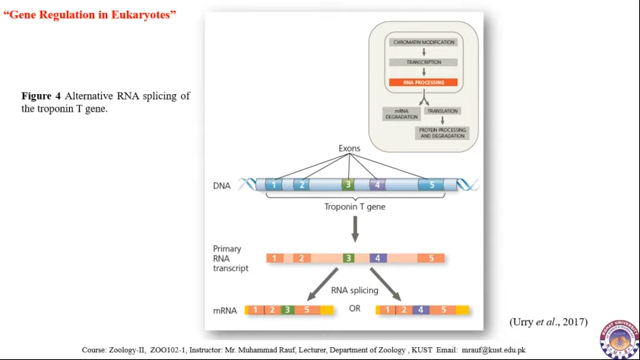 “Gene Regulation in Eukaryotes”
CHROMATIN MODIFICATION
TRANSCRIPTION
RNA PROCESSING
mRNA
DEGRADATION
TRANSLATION
PROTEIN PROCESSING
AND DEGRADATION
Figure 4 Alternative RNA splicing of
the troponin T gene.
Exons
DNA
1 2 3 4 5
Troponin T gene
Primary
RNA
transcript
1 2 3 4 5
RNA splicing
mRNA
1 2 3 5
OR
1 2 4 5
(Urry et al., 2017)
Course: Zoology-II, ZOO102-1, Instructor: Mr. Muhammad Rauf, Lecturer, Department of Zoology , KUST Email: mrauf@kust.edu.pk